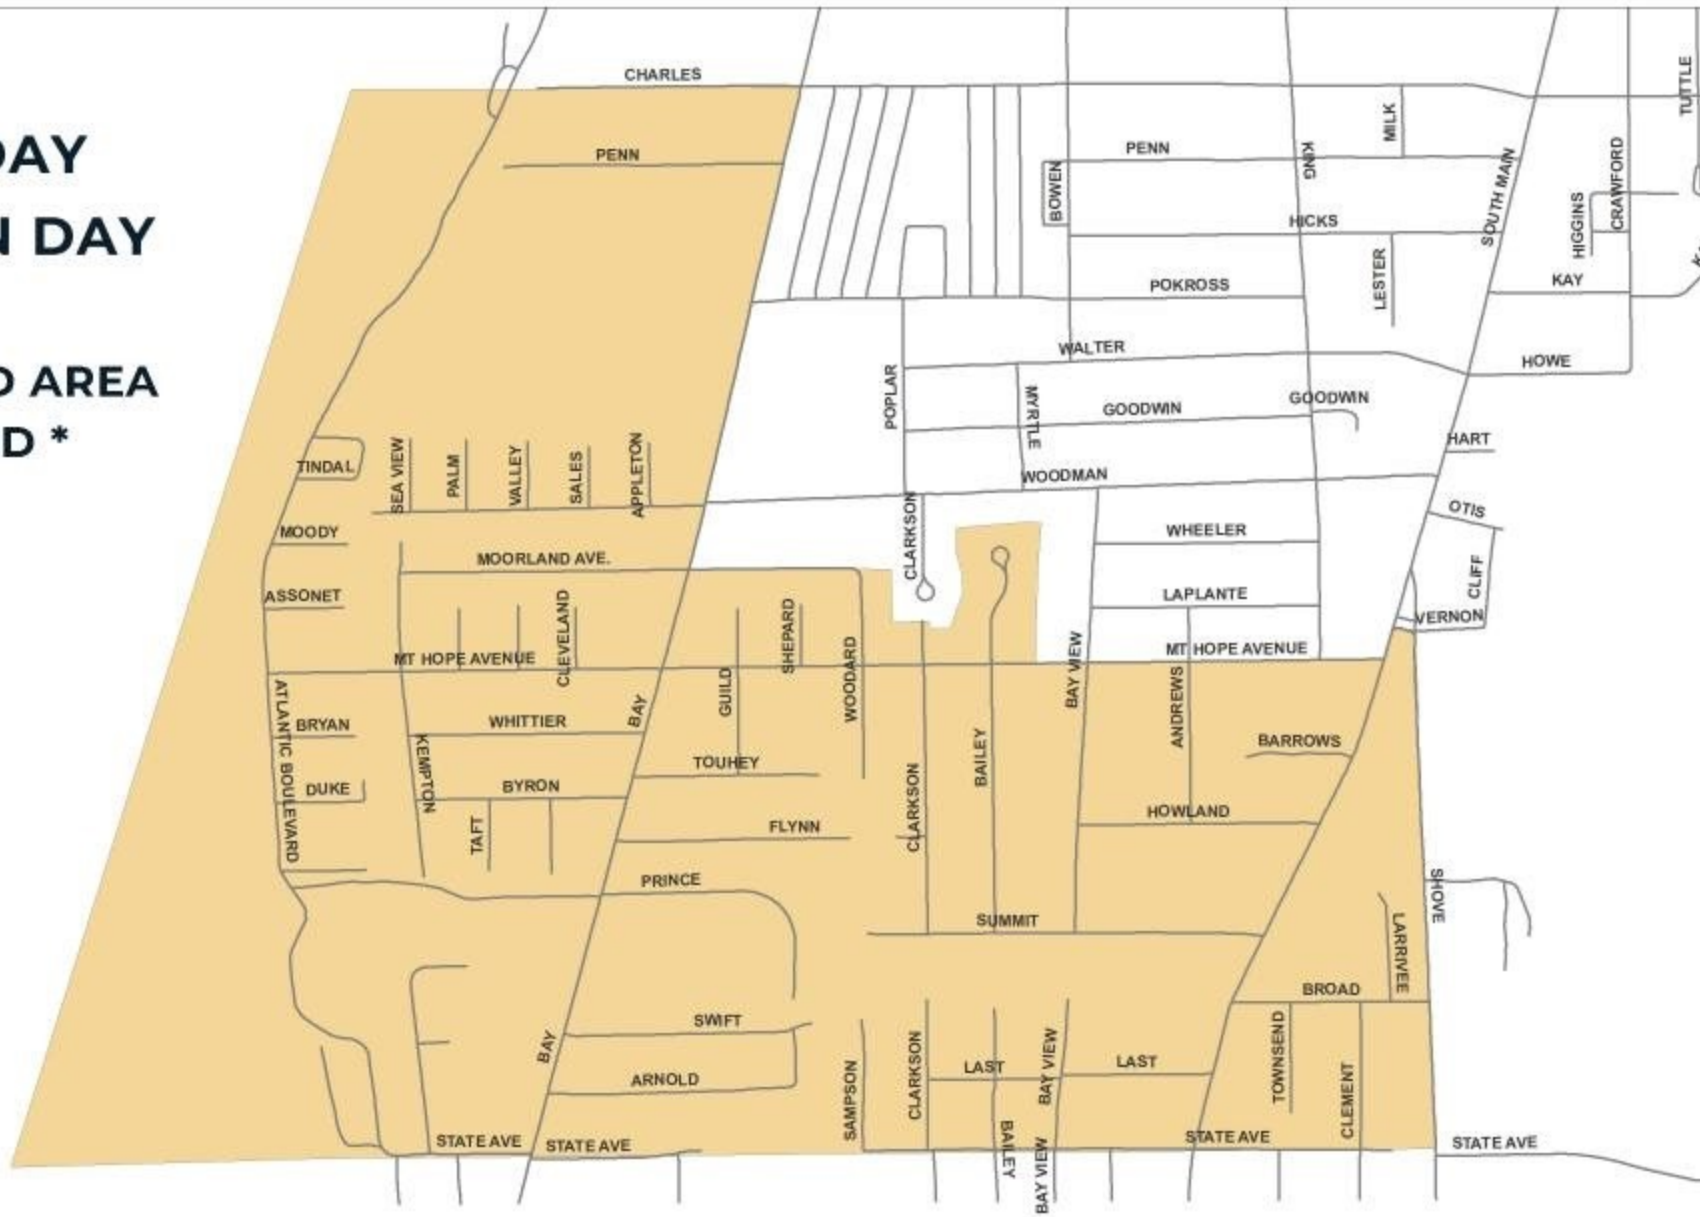 DAY
N DAY
D AREA
D *
CHARLES
TUTTLE
MILK
PENN
PENN
KING
SOUTH MAIN
CRAWFORD
BOWEN
HIGGINS
HICKS
LESTER
KAY
POKROSS
WALTER
HOWE
POPLAR
MYRTLE
GOODWIN
GOODWIN
HART
TINDAL
SEA VIEW
PALM
VALLEY
SALES
APPLETON
WOODMAN
CLARKSON
OTIS
MOODY
WHEELER
MOORLAND AVE.
CLIFF
ASSONET
LAPLANTE
VERNON
CLEVELAND
SHEPARD
MT HOPE AVENUE
MT HOPE AVENUE
WOODARD
BAY VIEW
GUILD
ANDREWS
ATLANTIC BOULEVARD
BRYAN
WHITTIER
BAY
BARROWS
KEMPTON
TOUHEY
BAILEY
DUKE
BYRON
CLARKSON
HOWLAND
TAFT
FLYNN
PRINCE
SHOVE
SUMMIT
LARRIVEE
BROAD
SWIFT
BAY
TOWNSEND
LAST
LAST
BAY VIEW
CLARKSON
ARNOLD
SAMPSON
CLEMENT
STATE AVE
STATE AVE
STATE AVE
STATE AVE
BAILEY
BAY VIEW